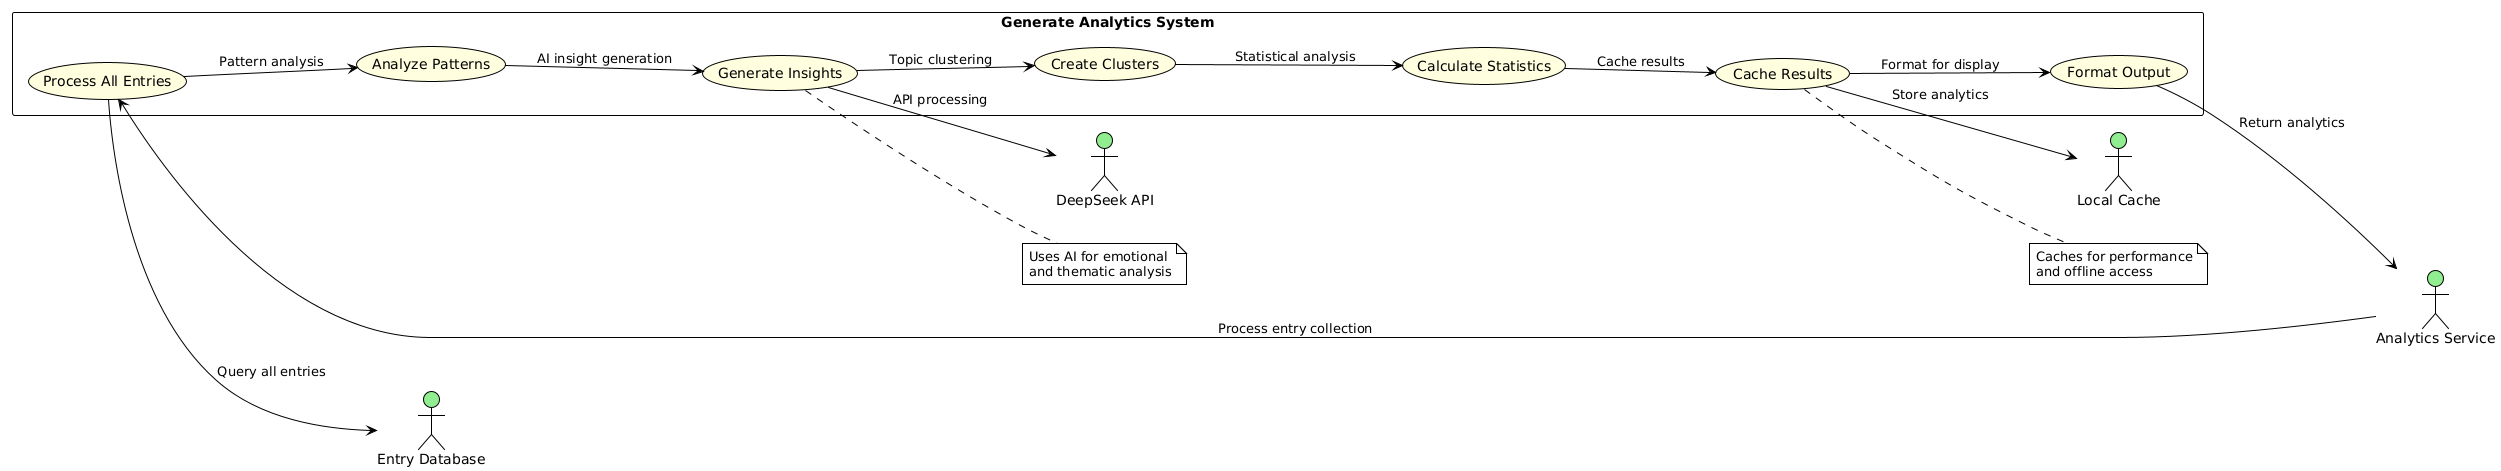 Generate Analytics System
Process All Entries
Pattern analysis
Analyze Patterns
AI insight generation
Generate Insights
Topic clustering
Create Clusters
Statistical analysis
Calculate Statistics
Cache results
Cache Results
Format for display
Format Output
API processing
Store analytics
Return analytics
DeepSeek API
Local Cache
Uses AI for emotional
and thematic analysis
Caches for performance
and offline access
Process entry collection
Analytics Service
Query all entries
Entry Database